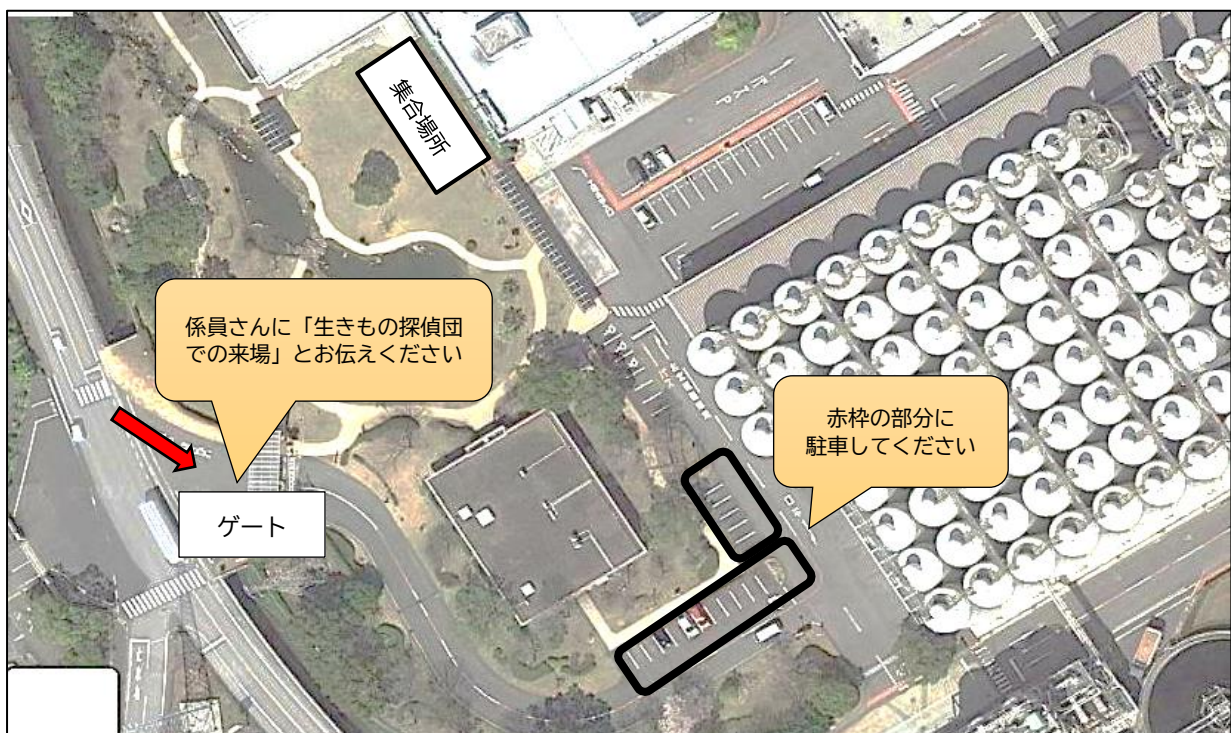 集合場所
係員さんに「生きもの探偵団
での来場」とお伝えください
赤枠の部分に
駐車してください
ゲート